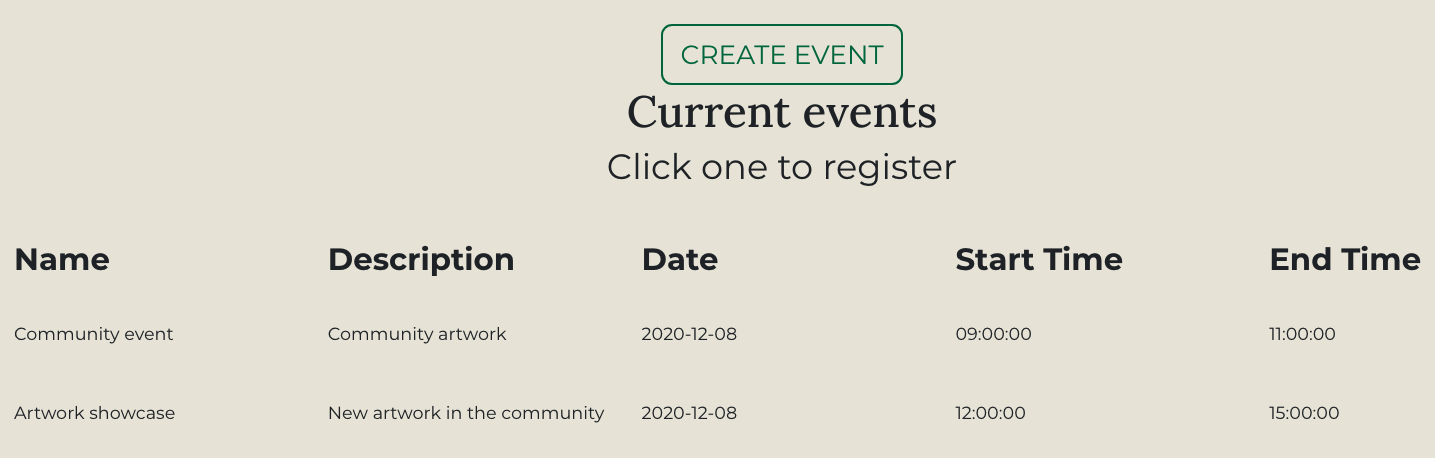 CREATE EVENT
Current events
Click one to register
Name Description Date Start Time End Time
Community event Community artwork 2020-12-08 09:00:00 11:00:00
Artwork showcase New artwork in the community 2020-12-08 12:00:00 15:00:00